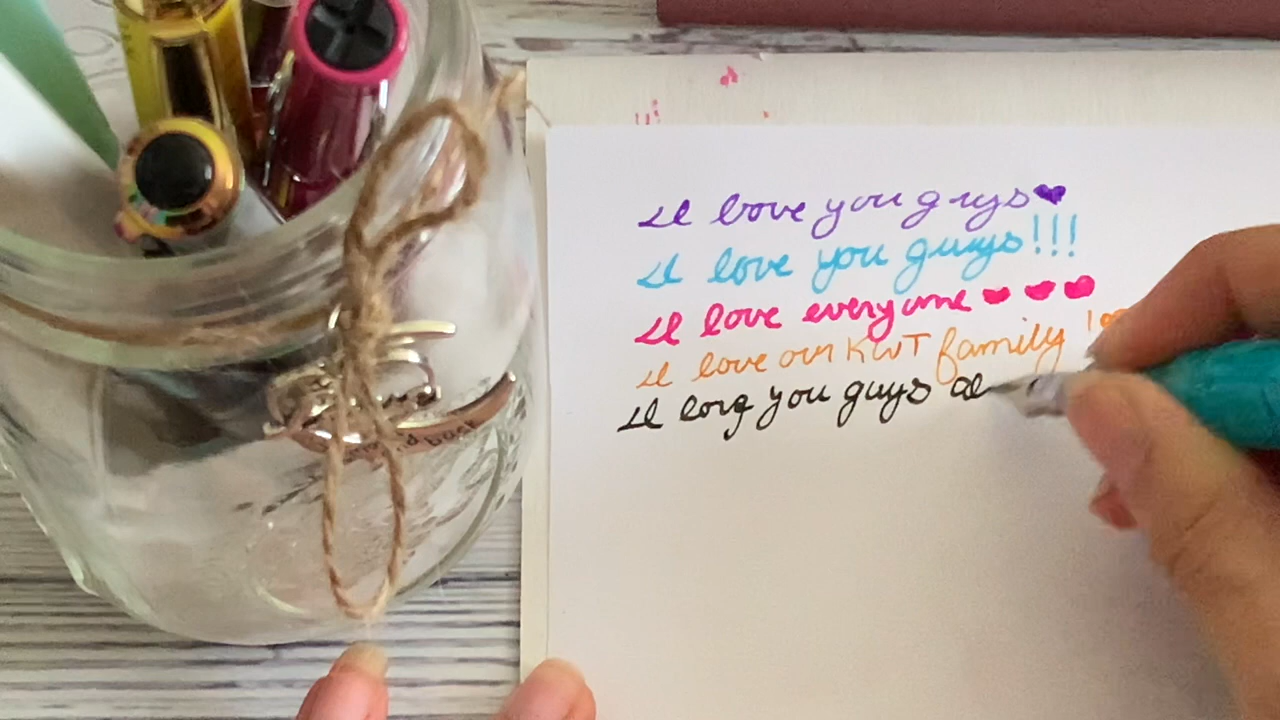 I love you guys♥
I love you guys!!!
I love everyone ♥ ♥ ♥
I love our KWT family !
I long you guys